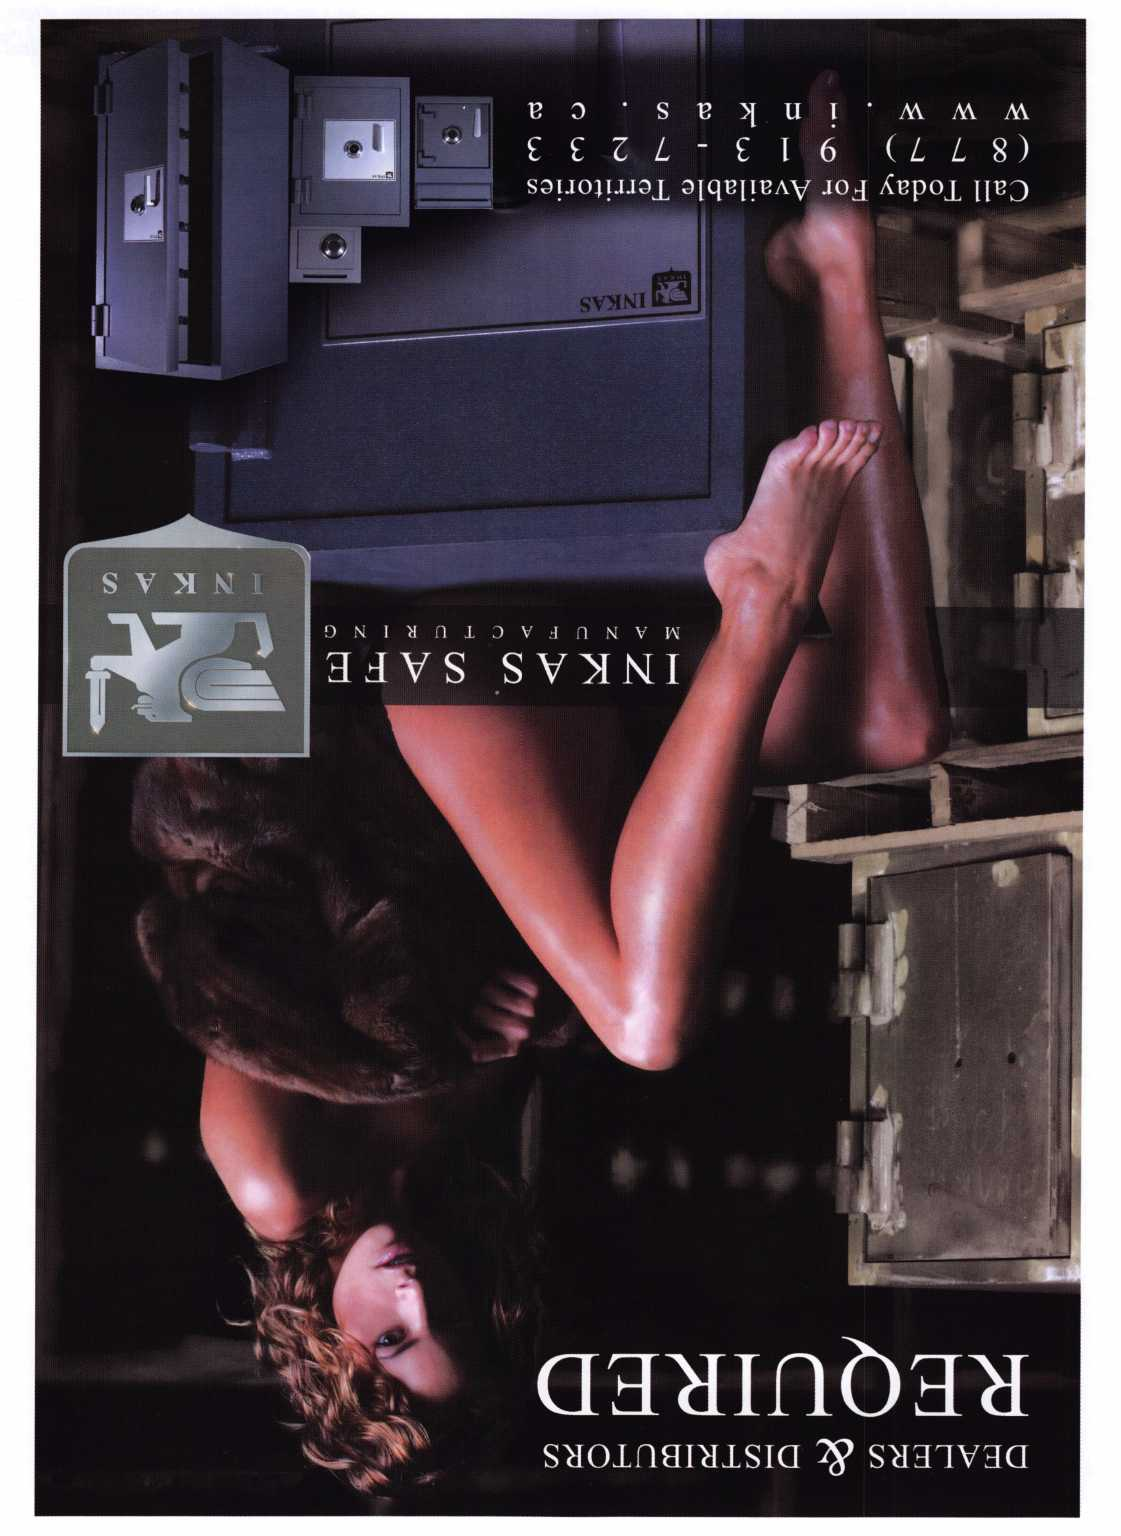 DEALERS & DISTRIBUTORS
REQUIRED
INKAS SAFE
MANUFACTURING
INKAS
INKAS
INKAS
Call Today For Available Territories
(877) 913-7233
www.inkas.ca